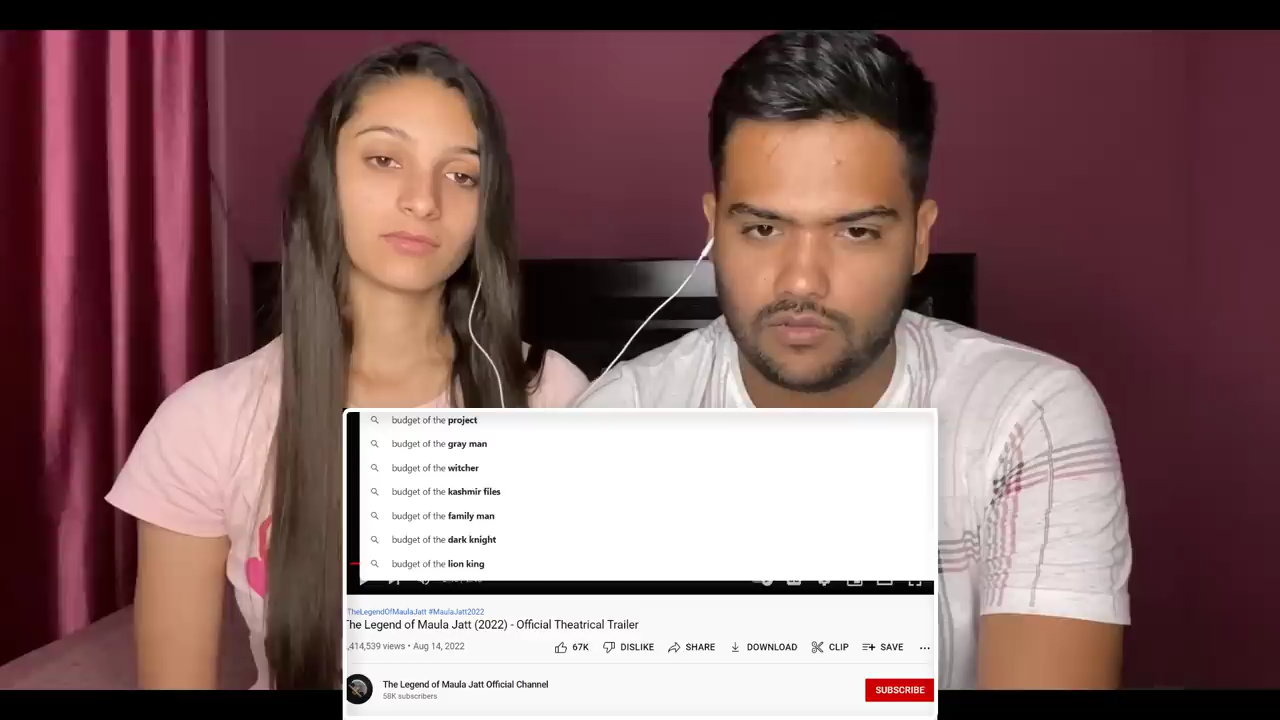 budget of the project
budget of the gray man
budget of the witcher
budget of the kashmir files
budget of the family man
budget of the dark knight
budget of the lion king
TheLegendOfMaulaJatt #MaulaJatt2022
The Legend of Maula Jatt (2022) - Official Theatrical Trailer
,414,539 views • Aug 14, 2022
67K DISLIKE SHARE DOWNLOAD CLIP SAVE ...
The Legend of Maula Jatt Official Channel
58K subscribers
SUBSCRIBE